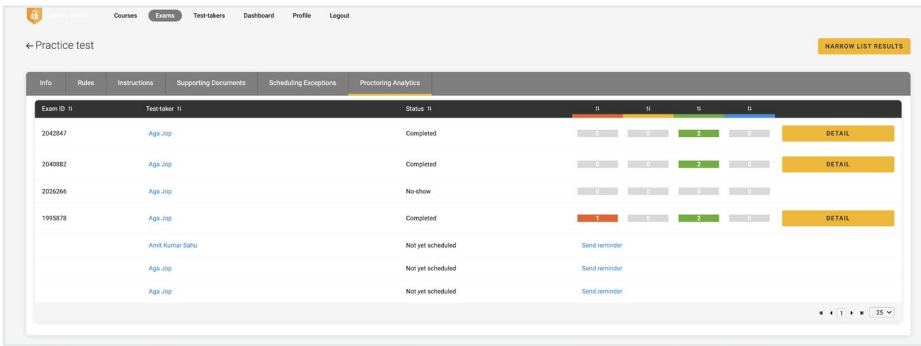 Courses Exams Test-takers Dashboard Profile Logout
← Practice test
NARROW LIST RESULTS
Info Rules Instructions Supporting Documents Scheduling Exceptions Proctoring Analytics
Exam ID Test-taker Status
2042847 Aga Jop Completed 0 0 2 0 DETAIL
2040882 Aga Jop Completed 0 0 2 0 DETAIL
2026266 Aga Jop No-show 0 0 0 0
1995878 Aga Jop Completed 1 0 2 0 DETAIL
Amit Kumar Sahu Not yet scheduled Send reminder
Aga Jop Not yet scheduled Send reminder
Aga Jop Not yet scheduled Send reminder
1 25